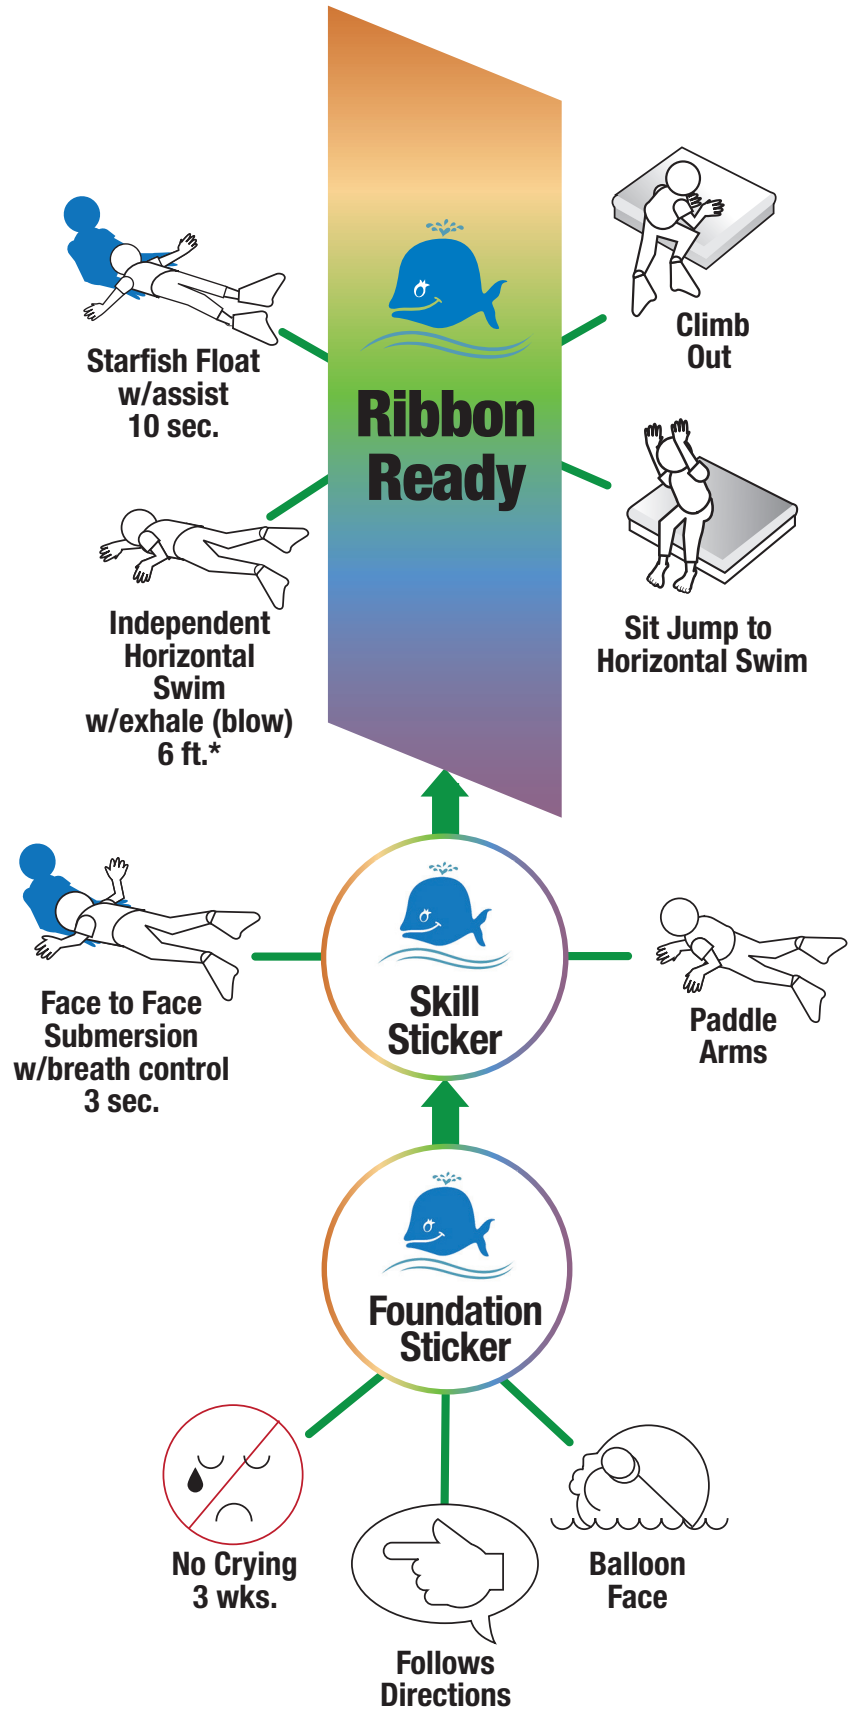 Starfish Float
w/assist
10 sec.
Climb
Out
Ribbon
Ready
Independent
Horizontal
Swim
w/exhale (blow)
6 ft.*
Sit Jump to
Horizontal Swim
Face to Face
Submersion
w/breath control
3 sec.
Skill
Sticker
Paddle
Arms
Foundation
Sticker
No Crying
3 wks.
Follows
Directions
Balloon
Face